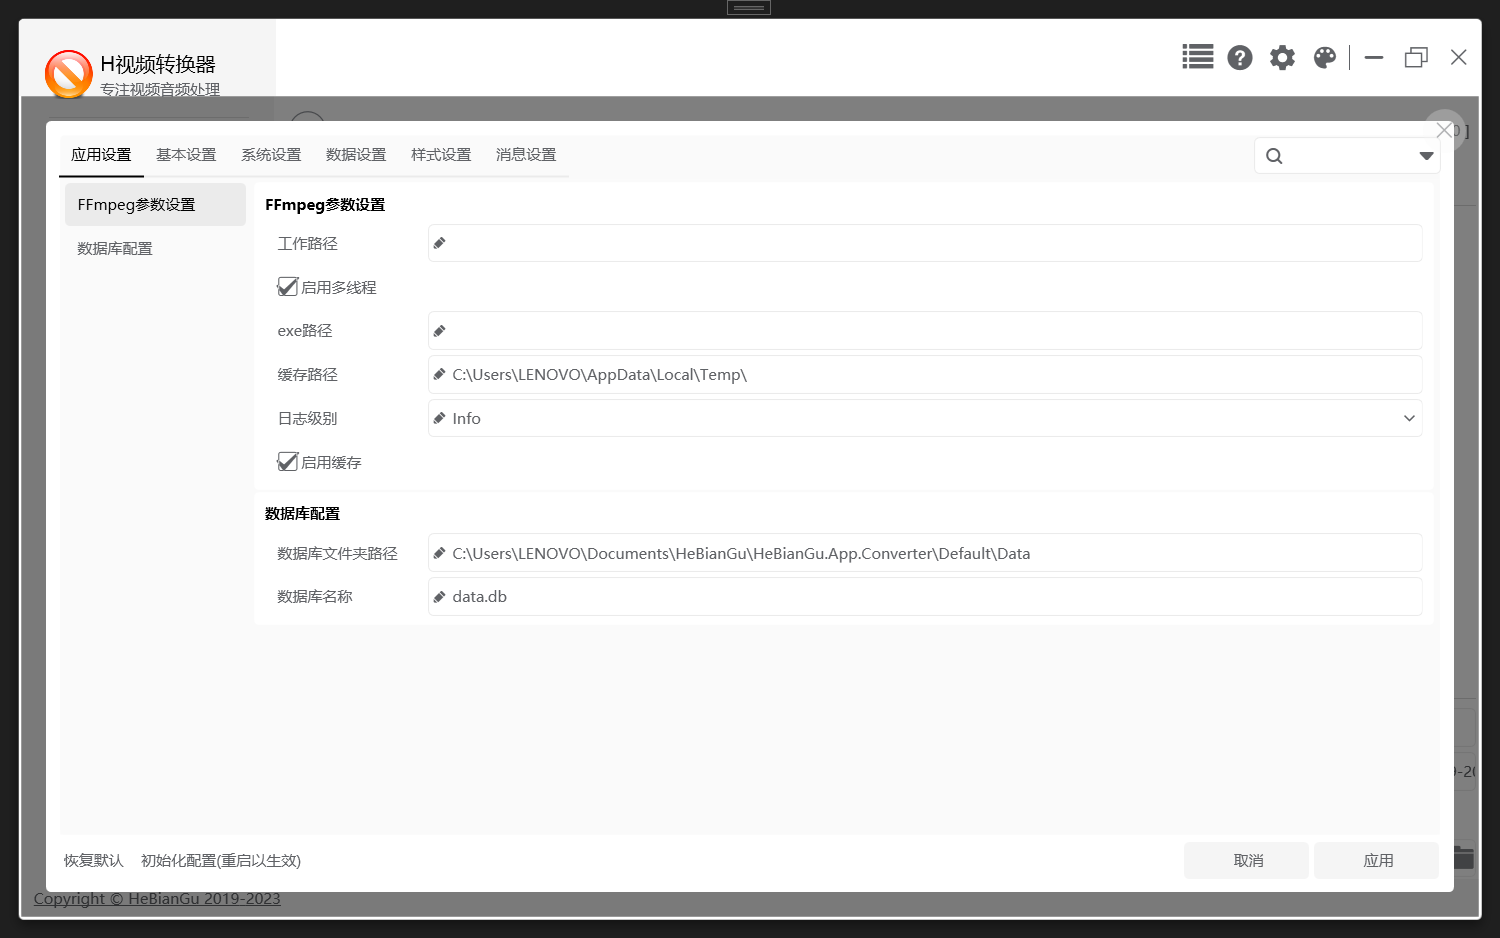 H视频转换器
专注视频音频处理
0 ]
应用设置 基本设置 系统设置 数据设置 样式设置 消息设置
FFmpeg参数设置
数据库配置
FFmpeg参数设置
工作路径
启用多线程
exe路径
缓存路径 C:\Users\LENOVO\AppData\Local\Temp\
日志级别 Info
启用缓存
数据库配置
数据库文件夹路径 C:\Users\LENOVO\Documents\HeBianGu\HeBianGu.App.Converter\Default\Data
数据库名称 data.db
恢复默认 初始化配置(重启以生效) 取消 应用
Copyright © HeBianGu 2019-2023